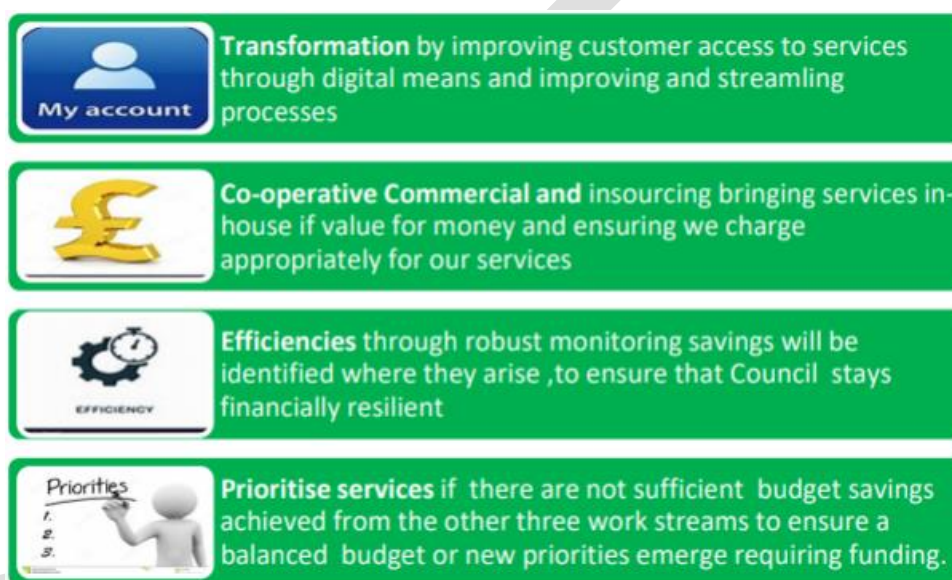 My account
Transformation by improving customer access to services
through digital means and improving and streamling
processes
Co-operative Commercial and insourcing bringing services in-
house if value for money and ensuring we charge
appropriately for our services
EFFICIENCY
Efficiencies through robust monitoring savings will be
identified where they arise ,to ensure that Council stays
financially resilient
Priorities
1.
2.
3.
Prioritise services if there are not sufficient budget savings
achieved from the other three work streams to ensure a
balanced budget or new priorities emerge requiring funding.